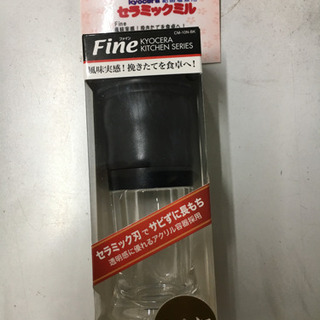 セラミックミル
Fine
風味実感！挽きたてを食卓へ！
CM-10N-BK
ファイン
Fine KYOCERA
KITCHEN SERIES
風味実感！挽きたてを食卓へ！
セラミック刃でサビずに長もち
透明感に優れるアクリル容器採用